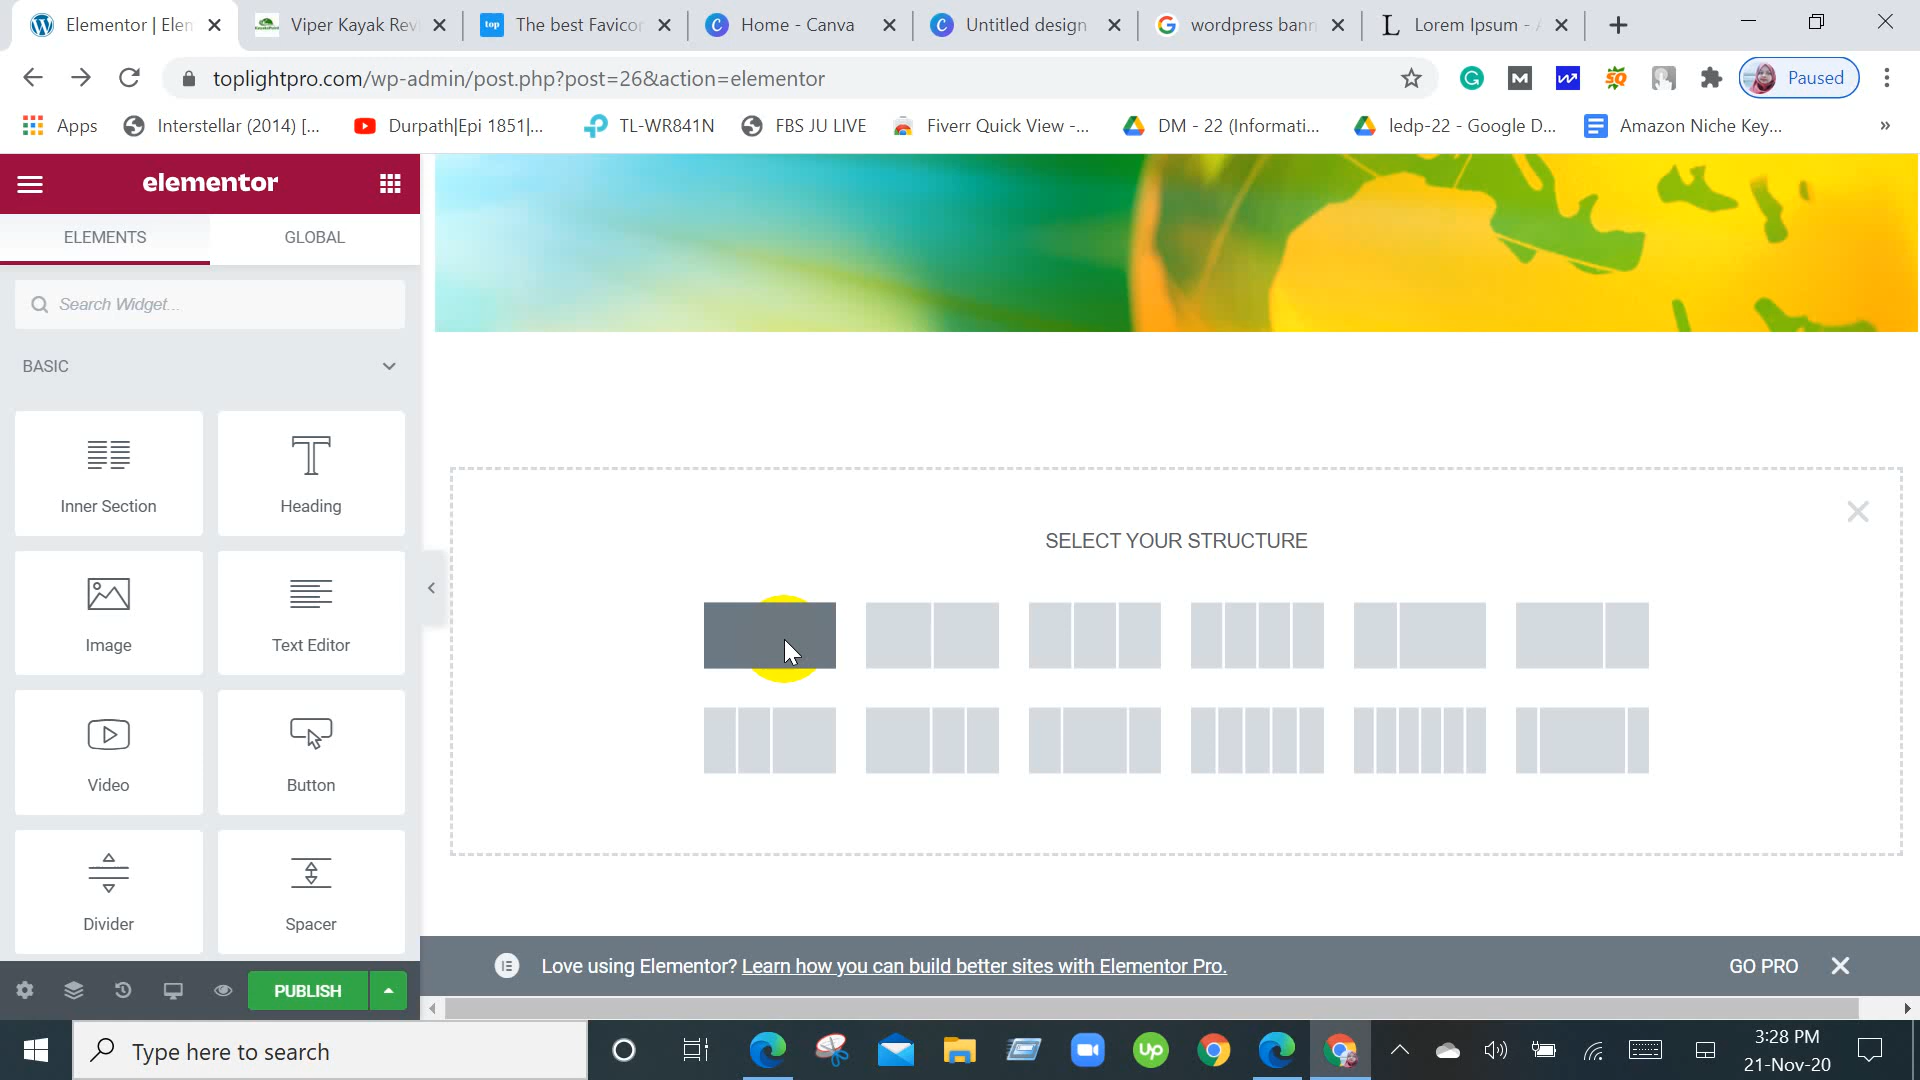 Elementor | Elen
Viper Kayak Revi
top
The best Favicon
Home - Canva
Untitled design
wordpress bann
Lorem Ipsum - A
toplightpro.com/wp-admin/post.php?post=26&action=elementor
Paused
Apps
Interstellar (2014) [...
Durpath|Epi 1851|...
TL-WR841N
FBS JU LIVE
Fiverr Quick View -...
DM - 22 (Informati...
ledp-22 - Google D...
Amazon Niche Key...
»
elementor
ELEMENTS
GLOBAL
Search Widget...
BASIC
Inner Section
Heading
Image
Text Editor
Video
Button
Divider
Spacer
SELECT YOUR STRUCTURE
Love using Elementor? Learn how you can build better sites with Elementor Pro.
GO PRO
PUBLISH
Type here to search
Up
3:28 PM
21-Nov-20